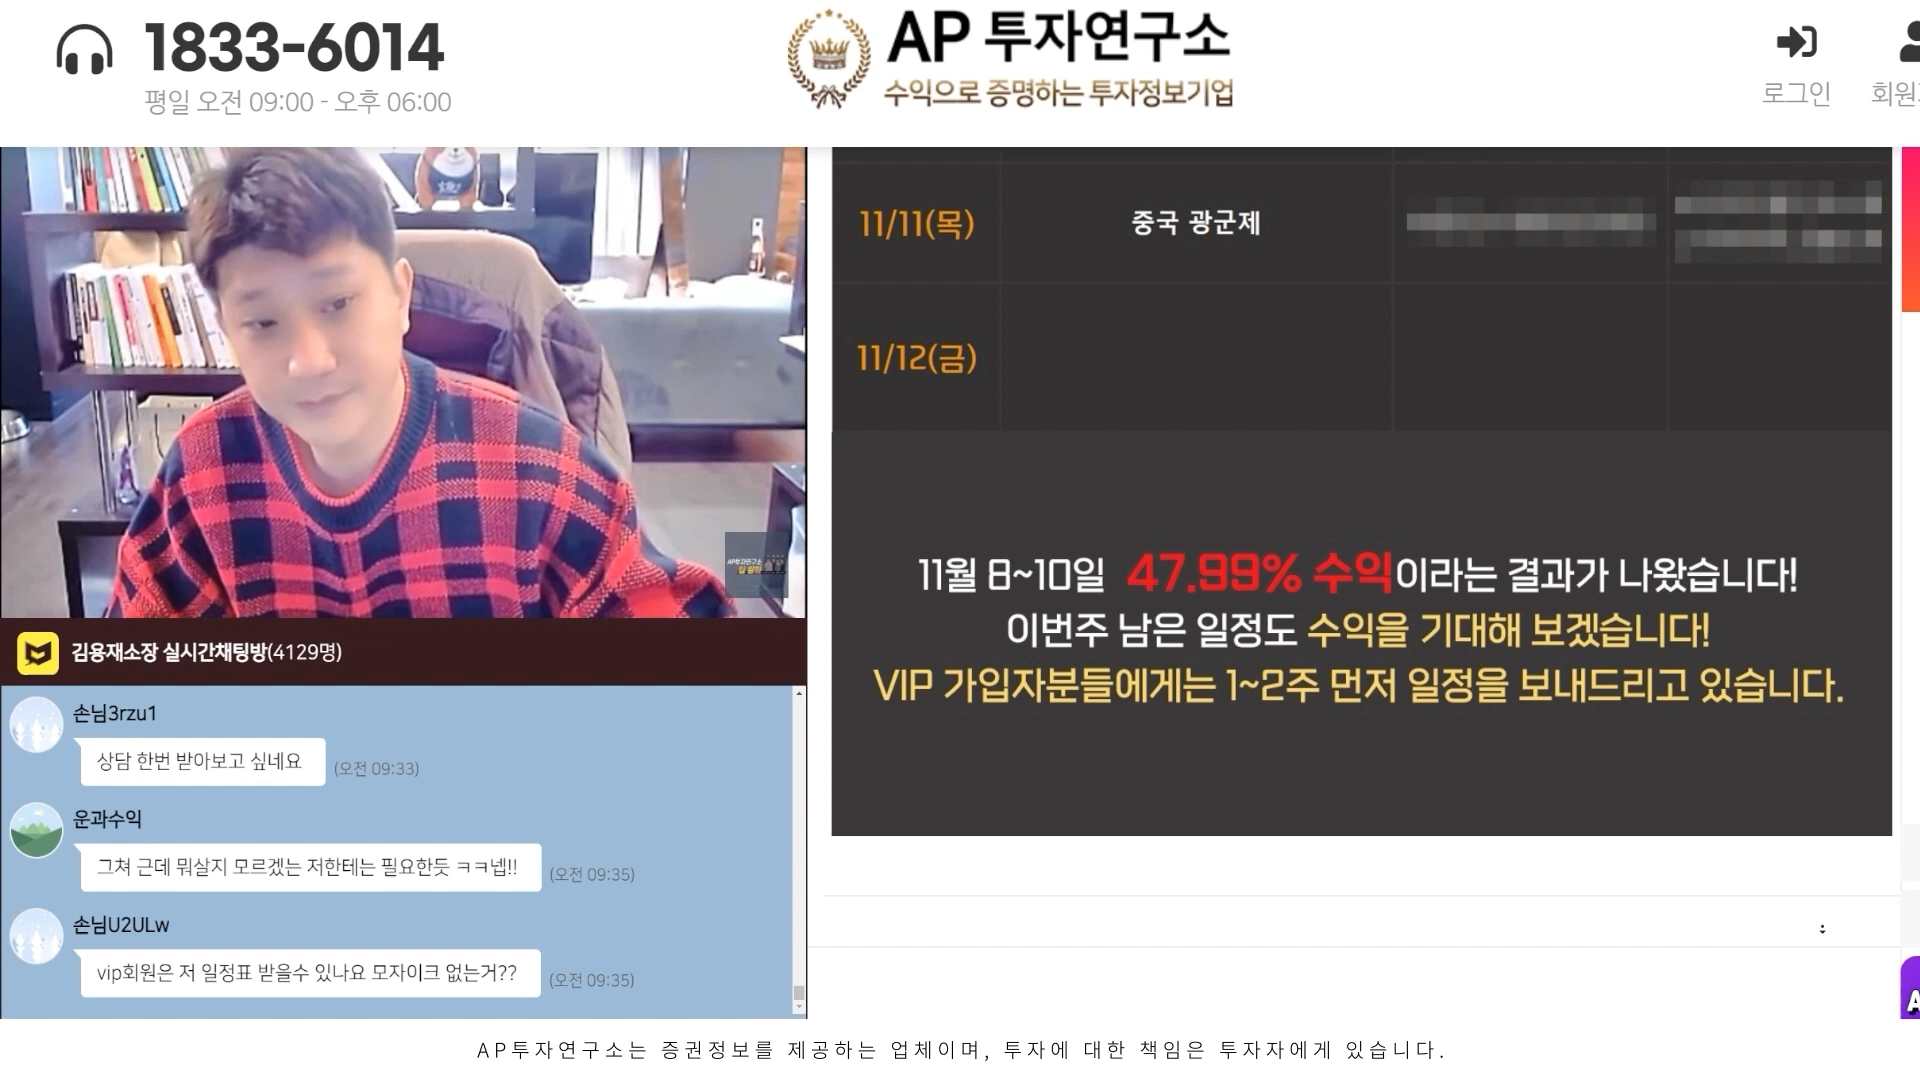 1833-6014
평일 오전 09:00 - 오후 06:00
AP 투자연구소
수익으로 증명하는 투자정보기업
로그인
11/11(목)
중국 광군제
11/12(금)
11월 8~10일 47.99% 수익이라는 결과가 나왔습니다!
이번주 남은 일정도 수익을 기대해 보겠습니다!
VIP 가입자분들에게는 1~2주 먼저 일정을 보내드리고 있습니다.
김용재소장 실시간채팅방(4129명)
손님3rzu1
상담 한번 받아보고 싶네요
(오전 09:33)
운과수익
그쳐 근데 뭐살지 모르겠는 저한테는 필요한듯 ㅋㅋ넵!!
(오전 09:35)
손님U2ULw
vip회원은 저 일정표 받을수 있나요 모자이크 없는거??
(오전 09:35)
AP투자연구소는 증권정보를 제공하는 업체이며, 투자에 대한 책임은 투자자에게 있습니다.